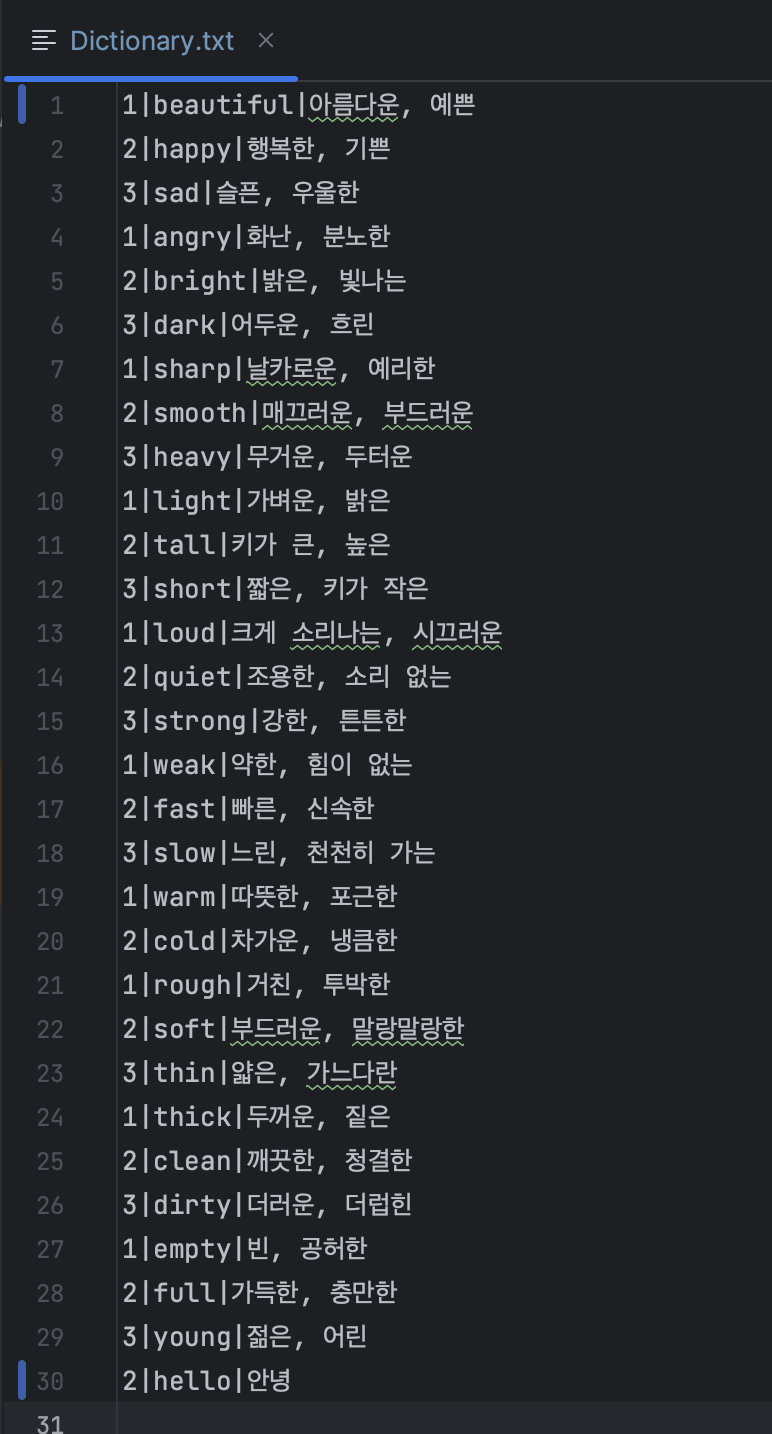 Dictionary.txt
1 1|beautiful|아름다운, 예쁜
2 2|happy|행복한, 기쁜
3 3|sad|슬픈, 우울한
4 1|angry|화난, 분노한
5 2|bright|밝은, 빛나는
6 3|dark|어두운, 흐린
7 1|sharp|날카로운, 예리한
8 2|smooth|매끄러운, 부드러운
9 3|heavy|무거운, 두터운
10 1|light|가벼운, 밝은
11 2|tall|키가 큰, 높은
12 3|short|짧은, 키가 작은
13 1|loud|크게 소리나는, 시끄러운
14 2|quiet|조용한, 소리 없는
15 3|strong|강한, 튼튼한
16 1|weak|약한, 힘이 없는
17 2|fast|빠른, 신속한
18 3|slow|느린, 천천히 가는
19 1|warm|따뜻한, 포근한
20 2|cold|차가운, 냉큼한
21 1|rough|거친, 투박한
22 2|soft|부드러운, 말랑말랑한
23 3|thin|얇은, 가느다란
24 1|thick|두꺼운, 짙은
25 2|clean|깨끗한, 청결한
26 3|dirty|더러운, 더럽힌
27 1|empty|빈, 공허한
28 2|full|가득한, 충만한
29 3|young|젊은, 어린
30 2|hello|안녕
31